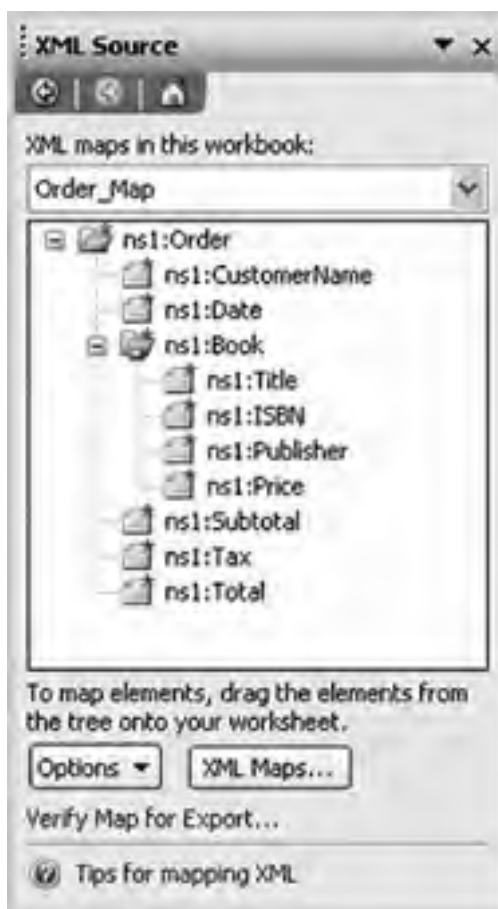 XML Source
XML maps in this workbook:
Order_Map
ns1:Order
ns1:CustomerName
ns1:Date
ns1:Book
ns1:Title
ns1:ISBN
ns1:Publisher
ns1:Price
ns1:Subtotal
ns1:Tax
ns1:Total
To map elements, drag the elements from
the tree onto your worksheet.
Options
XML Maps...
Verify Map for Export...
Tips for mapping XML